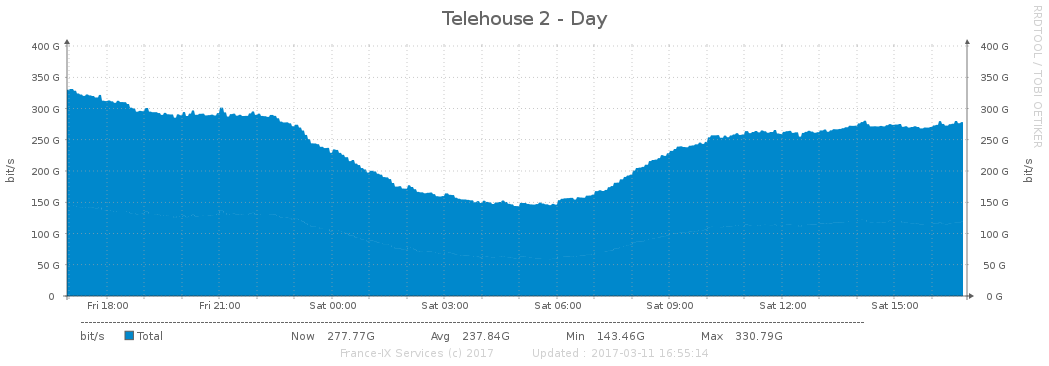 Telehouse 2 - Day
RRDTOOL / TOBI OETIKER
400 G 400 G
350 G 350 G
300 G 300 G
250 G 250 G
200 G 200 G
150 G 150 G
100 G 100 G
50 G 50 G
0 0 G
bit/s bit/s
Fri 18:00 Fri 21:00 Sat 00:00 Sat 03:00 Sat 06:00 Sat 09:00 Sat 12:00 Sat 15:00
bit/s Total Now 277.77G Avg 237.84G Min 143.46G Max 330.79G
France-IX Services (c) 2017 Updated : 2017-03-11 16:55:14